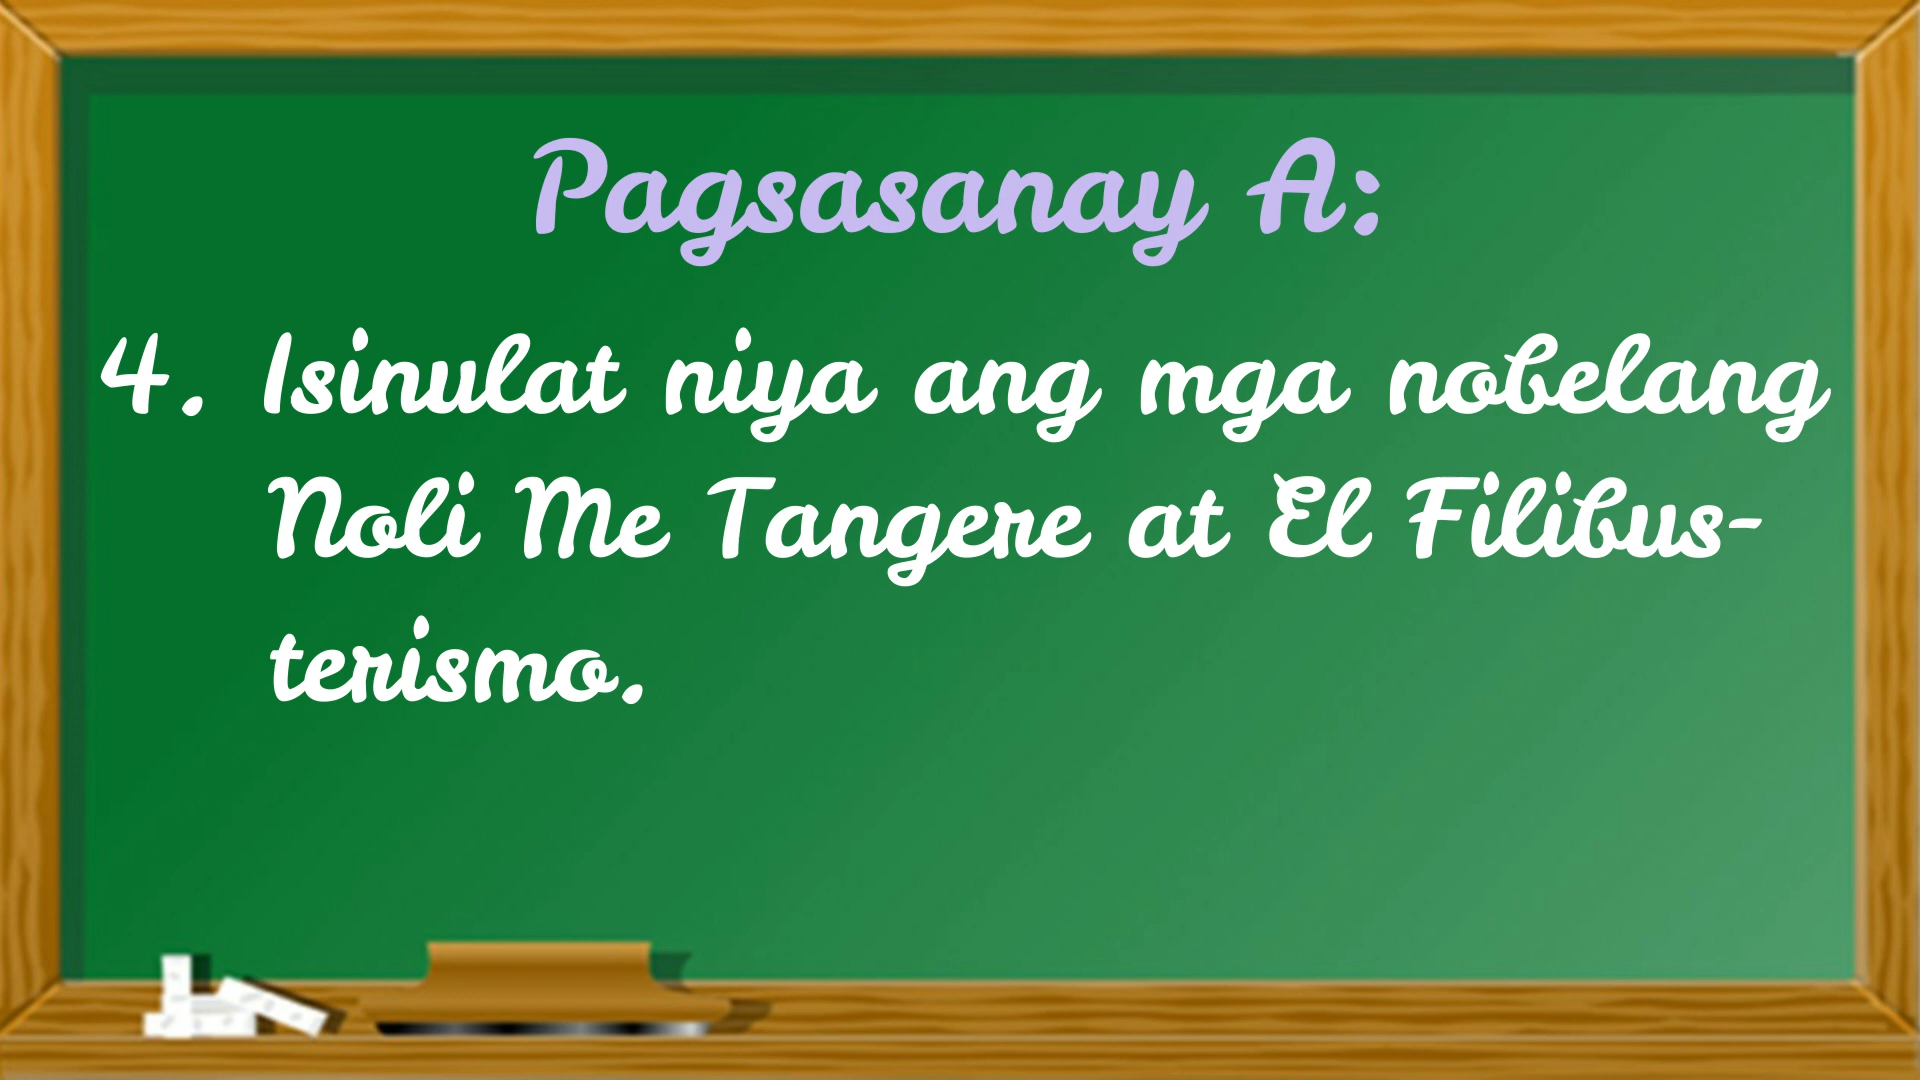 Pagsasanay A:
4. Isinulat niya ang mga nobelang
Noli Me Tangere at El Filibus-
terismo.